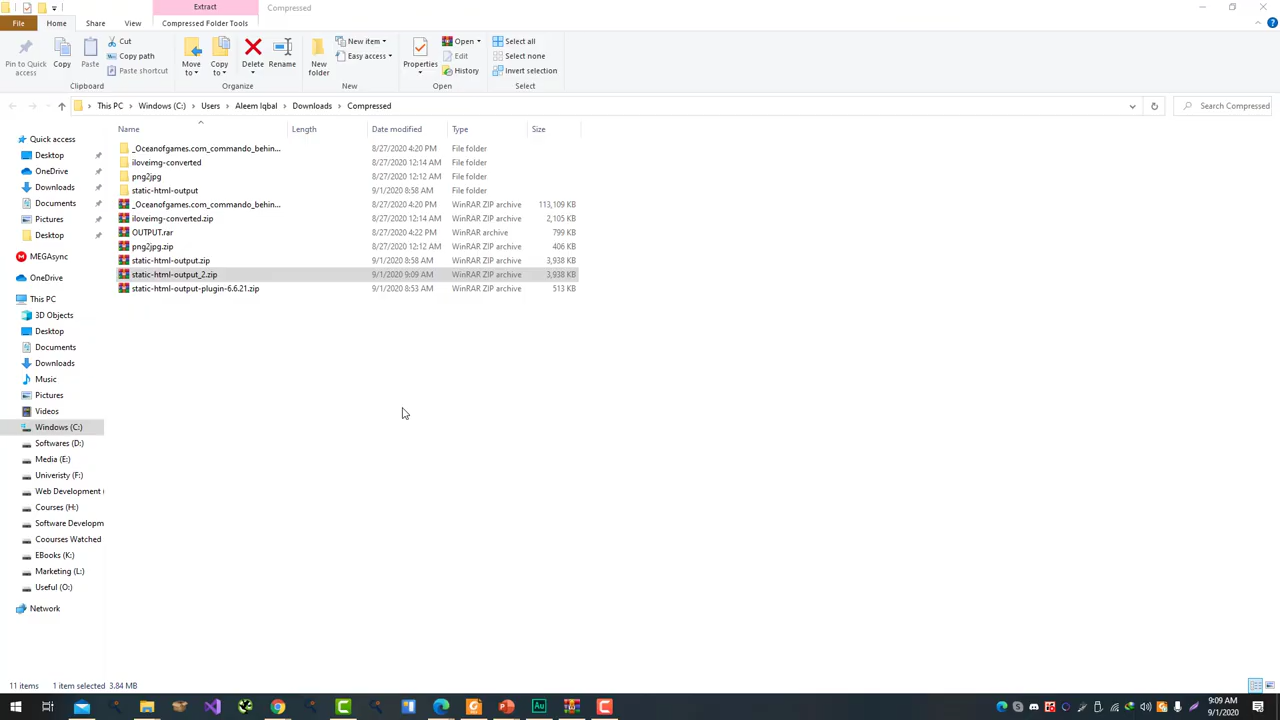 Extract
Compressed
File
Home
Share
View
Compressed Folder Tools
Pin to Quick access
Copy
Paste
Cut
Copy path
Paste shortcut
Move to
Copy to
Delete
Rename
New folder
New item
Easy access
Properties
Open
Edit
History
Select all
Select none
Invert selection
Clipboard
Organize
New
Open
Select
This PC > Windows (C:) > Users > Aleem Iqbal > Downloads > Compressed
Search Compressed
Name Length Date modified Type Size
_Oceanofgames.com_commando_behin... 8/27/2020 4:20 PM File folder
iloveimg-converted 8/27/2020 12:14 AM File folder
png2jpg 8/27/2020 12:12 AM File folder
static-html-output 9/1/2020 8:58 AM File folder
_Oceanofgames.com_commando_behin... 8/27/2020 4:20 PM WinRAR ZIP archive 113,109 KB
iloveimg-converted.zip 8/27/2020 12:14 AM WinRAR ZIP archive 2,105 KB
OUTPUT.rar 8/27/2020 4:22 PM WinRAR archive 799 KB
png2jpg.zip 8/27/2020 12:12 AM WinRAR ZIP archive 406 KB
static-html-output.zip 9/1/2020 8:58 AM WinRAR ZIP archive 3,938 KB
static-html-output_2.zip 9/1/2020 9:09 AM WinRAR ZIP archive 3,938 KB
static-html-output-plugin-6.6.21.zip 9/1/2020 8:53 AM WinRAR ZIP archive 513 KB
Quick access
Desktop
OneDrive
Downloads
Documents
Pictures
Desktop
MEGAsync
OneDrive
This PC
3D Objects
Desktop
Documents
Downloads
Music
Pictures
Videos
Windows (C:)
Softwares (D:)
Media (E:)
Univeristy (F:)
Web Development (
Courses (H:)
Software Developm
Coourses Watched
EBooks (K:)
Marketing (L:)
Useful (O:)
Network
11 items 1 item selected 3.84 MB
9:09 AM
9/1/2020